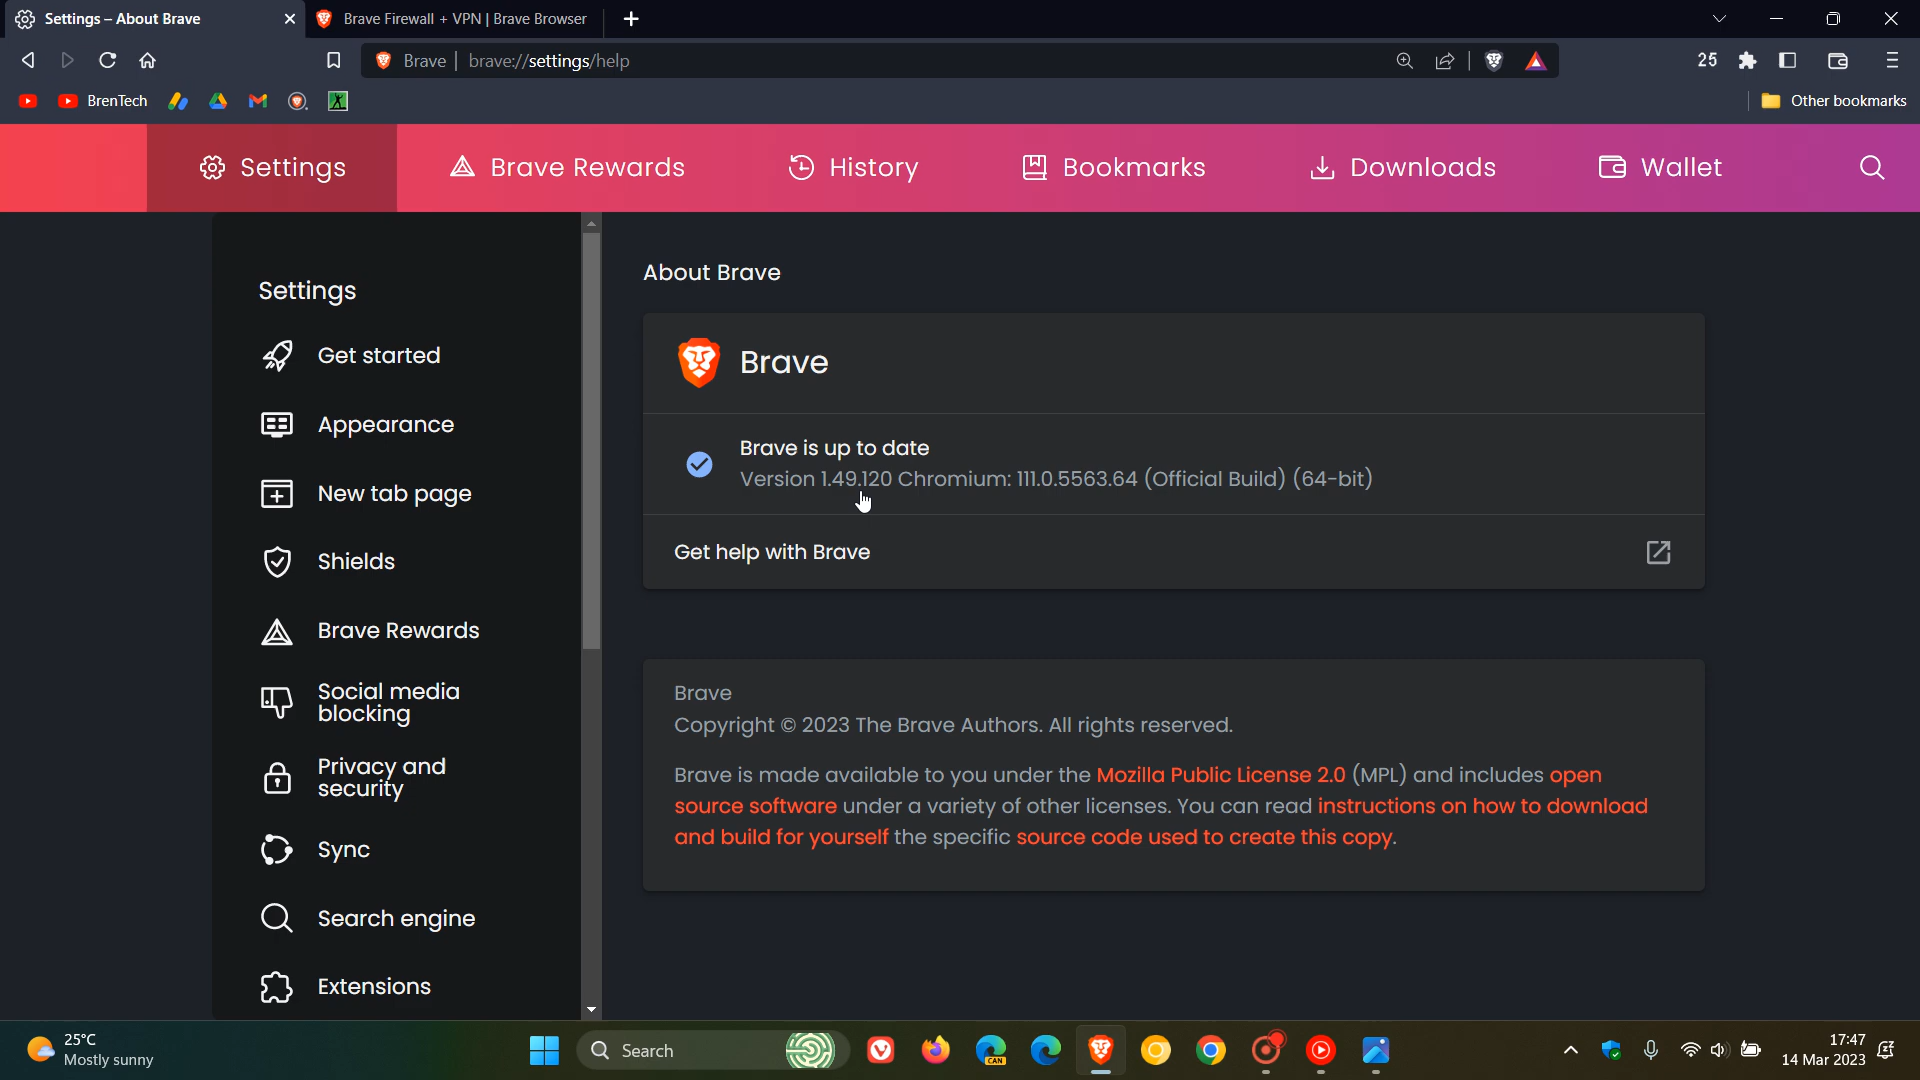 Settings – About Brave
Brave Firewall + VPN | Brave Browser
Brave | brave://settings/help
25
BrenTech
Other bookmarks
Settings
Brave Rewards
History
Bookmarks
Downloads
Wallet
Settings
Get started
Appearance
New tab page
Shields
Brave Rewards
Social media
blocking
Privacy and
security
Sync
Search engine
Extensions
About Brave
Brave
Brave is up to date
Version 1.49.120 Chromium: 111.0.5563.64 (Official Build) (64-bit)
Get help with Brave
Brave
Copyright © 2023 The Brave Authors. All rights reserved.
Brave is made available to you under the Mozilla Public License 2.0 (MPL) and includes open
source software under a variety of other licenses. You can read instructions on how to download
and build for yourself the specific source code used to create this copy.
25°C
Mostly sunny
Search
CAN
17:47
14 Mar 2023